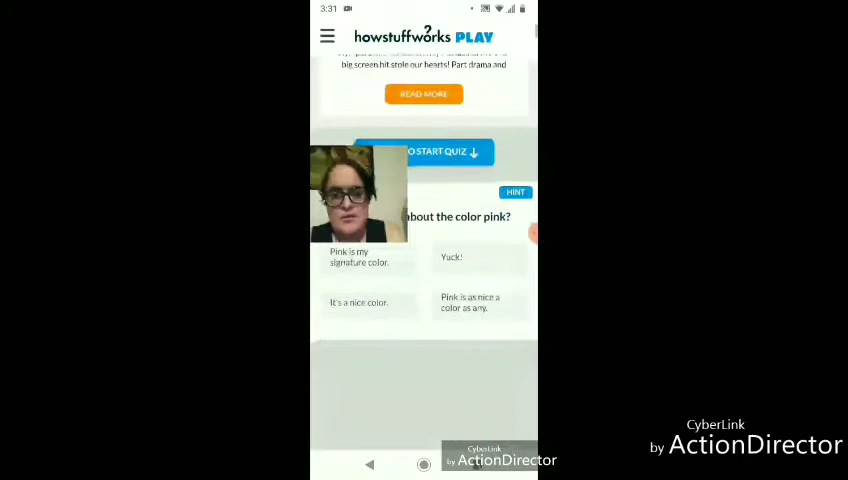 3:31
howstuffw?rks PLAY
big screen hit stole our hearts! Part drama and
READ MORE
O START QUIZ ↓
HINT
about the color pink?
Pink is my
signature color.
Yuck!
It's a nice color.
Pink is as nice a
color as any.
CyberLink
by ActionDirector
CyberLink
by ActionDirector